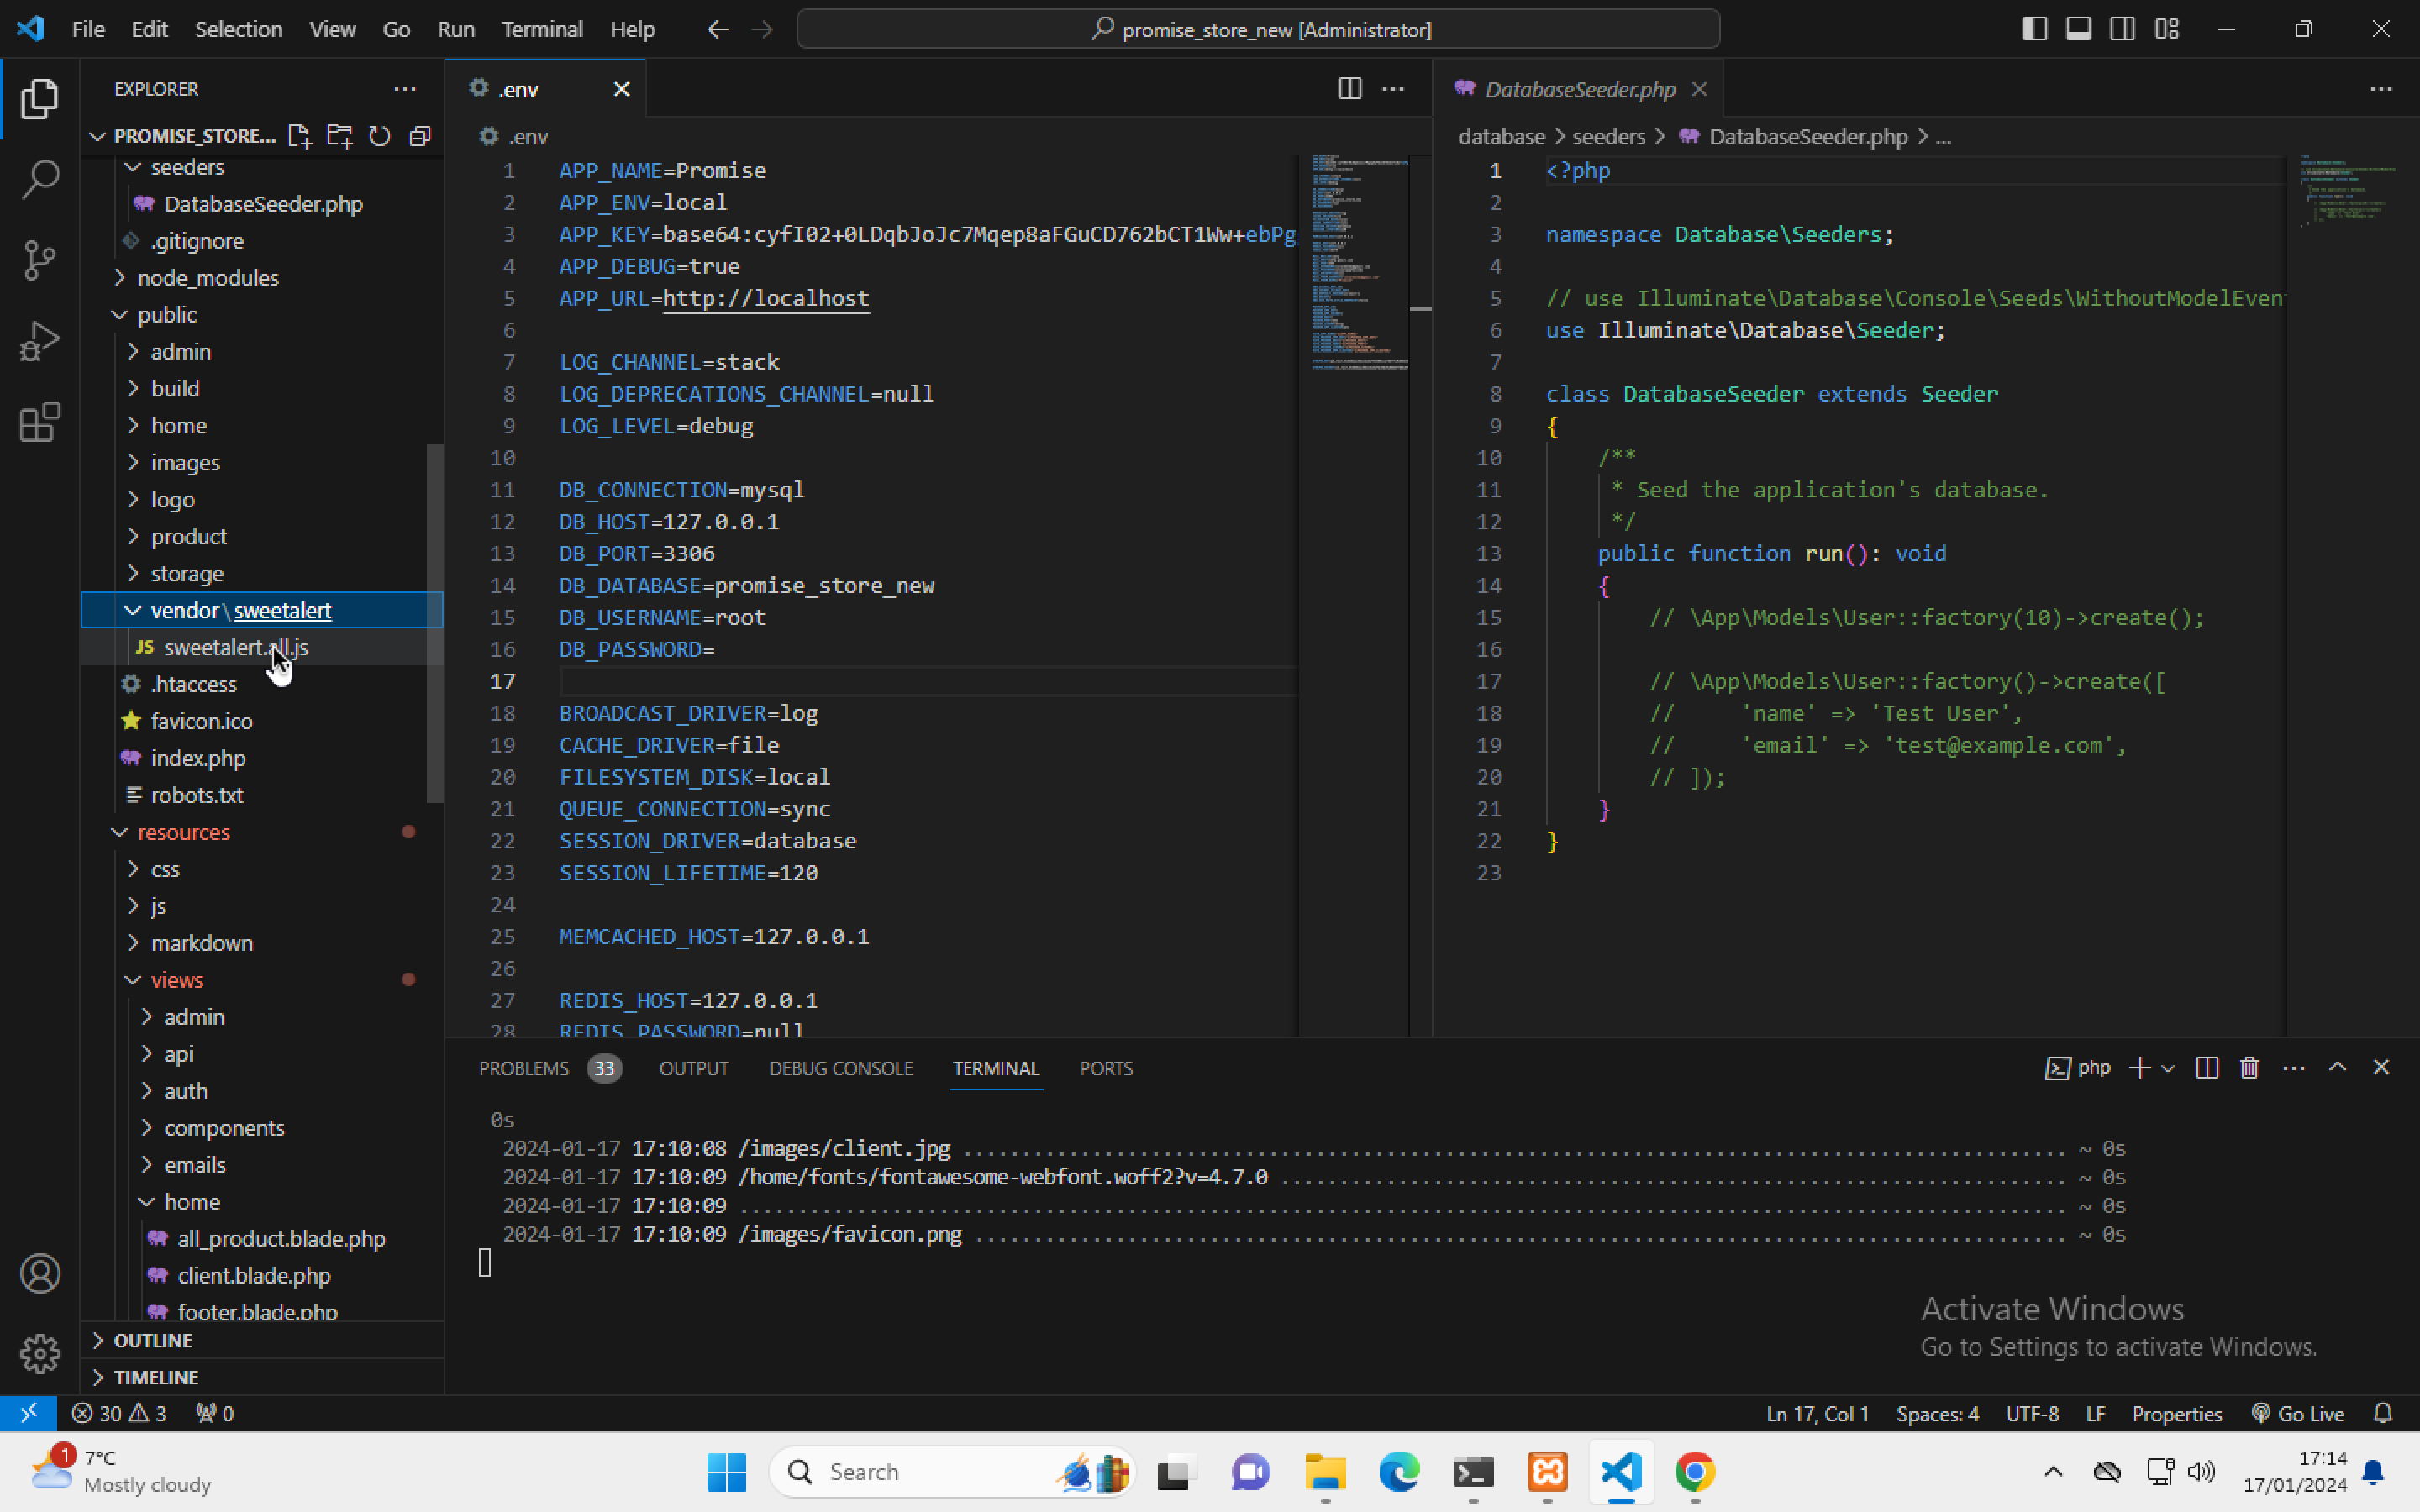 File Edit Selection View Go Run Terminal Help
promise_store_new [Administrator]
EXPLORER
PROMISE_STORE...
seeders
DatabaseSeeder.php
.gitignore
node_modules
public
admin
build
home
images
logo
product
storage
vendor\sweetalert
JS sweetalert.all.js
.htaccess
favicon.ico
index.php
robots.txt
resources
css
js
markdown
views
admin
api
auth
components
emails
home
all_product.blade.php
client.blade.php
footer.blade.php
OUTLINE
TIMELINE
.env
.env
1 APP_NAME=Promise
2 APP_ENV=local
3 APP_KEY=base64:cyfI02+0LDqbJoJc7Mqep8aFGuCD762bCT1Ww+ebPg
4 APP_DEBUG=true
5 APP_URL=http://localhost
6
7 LOG_CHANNEL=stack
8 LOG_DEPRECATIONS_CHANNEL=null
9 LOG_LEVEL=debug
10
11 DB_CONNECTION=mysql
12 DB_HOST=127.0.0.1
13 DB_PORT=3306
14 DB_DATABASE=promise_store_new
15 DB_USERNAME=root
16 DB_PASSWORD=
17
18 BROADCAST_DRIVER=log
19 CACHE_DRIVER=file
20 FILESYSTEM_DISK=local
21 QUEUE_CONNECTION=sync
22 SESSION_DRIVER=database
23 SESSION_LIFETIME=120
24
25 MEMCACHED_HOST=127.0.0.1
26
27 REDIS_HOST=127.0.0.1
28 REDIS_PASSWORD=null
DatabaseSeeder.php
database > seeders > DatabaseSeeder.php > ...
1 <?php
2
3 namespace Database\Seeders;
4
5 // use Illuminate\Database\Console\Seeds\WithoutModelEven
6 use Illuminate\Database\Seeder;
7
8 class DatabaseSeeder extends Seeder
9 {
10 /**
11 * Seed the application's database.
12 */
13 public function run(): void
14 {
15 // \App\Models\User::factory(10)->create();
16
17 // \App\Models\User::factory()->create([
18 // 'name' => 'Test User',
19 // 'email' => 'test@example.com',
20 // ]);
21 }
22 }
23
PROBLEMS 33 OUTPUT DEBUG CONSOLE TERMINAL PORTS
php
0s
2024-01-17 17:10:08 /images/client.jpg ........................................ ~ 0s
2024-01-17 17:10:09 /home/fonts/fontawesome-webfont.woff2?v=4.7.0 ........................................ ~ 0s
2024-01-17 17:10:09 ........................................ ~ 0s
2024-01-17 17:10:09 /images/favicon.png ........................................ ~ 0s
Activate Windows
Go to Settings to activate Windows.
30 3 0
Ln 17, Col 1 Spaces: 4 UTF-8 LF Properties Go Live
1
7°C
Mostly cloudy
Search
17:14
17/01/2024